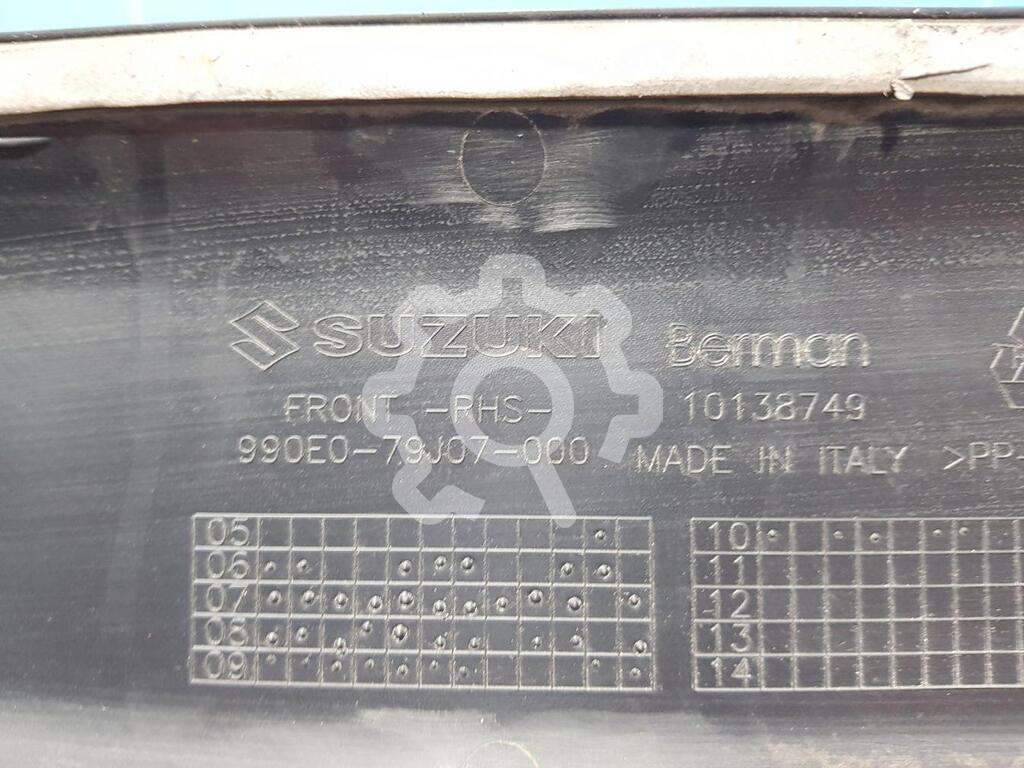 SUZUKI Berman
FRONT -RHS- 10138749
990E0-79J07-000 MADE IN ITALY >PP-
05 10
06 11
07 12
08 13
09 14